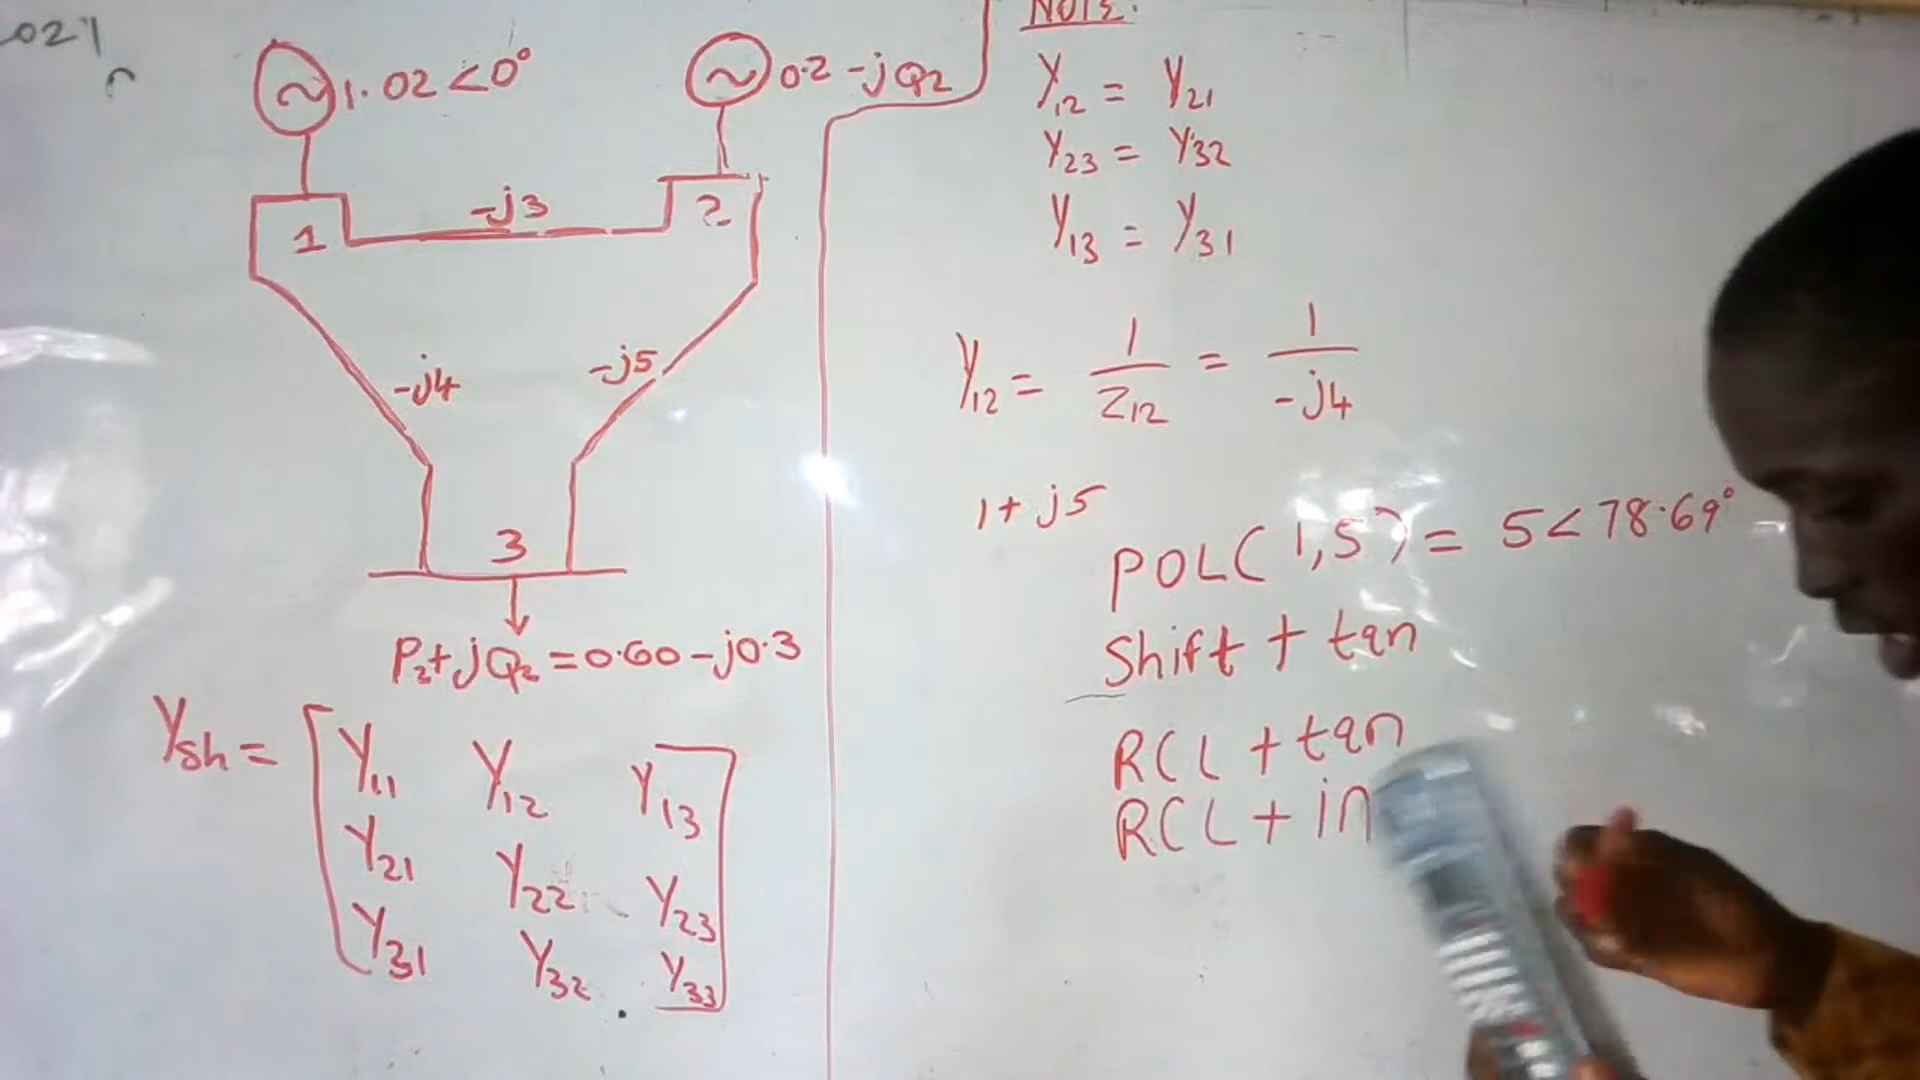 1.02<0°
0.2-jQ2
-j3
1
2
-j4
-j5
3
P2+jQ2=0.60-j0.3
Ysh=
Y11 Y12 Y13
Y21 Y22 Y23
Y31 Y32 Y33
NOTE:
Y12 = Y21
Y23 = Y32
Y13 = Y31
Y12 = 1/Z12 = 1/-j4
1+j5
POL(1,5) = 5<78.69°
Shift + tan
RCL + tan
RCL + in